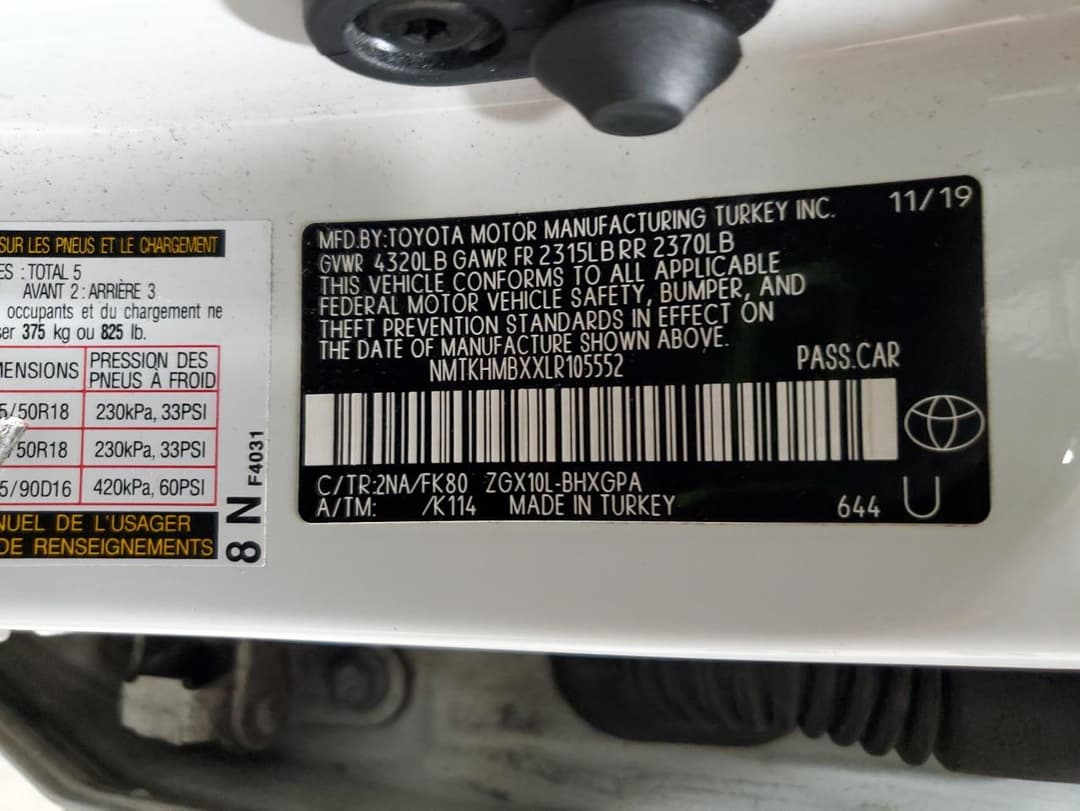 SUR LES PNEUS ET LE CHARGEMENT
ES : TOTAL 5
AVANT 2 : ARRIÈRE 3
occupants et du chargement ne
ser 375 kg ou 825 lb.
MENSIONS PRESSION DES
PNEUS À FROID
5/50R18 230kPa, 33PSI
/50R18 230kPa, 33PSI
5/90D16 420kPa, 60PSI
NUEL DE L'USAGER
DE RENSEIGNEMENTS
8 N F4031
11/19
MFD.BY:TOYOTA MOTOR MANUFACTURING TURKEY INC.
GVWR 4320LB GAWR FR 2315LB RR 2370LB
THIS VEHICLE CONFORMS TO ALL APPLICABLE
FEDERAL MOTOR VEHICLE SAFETY, BUMPER, AND
THEFT PREVENTION STANDARDS IN EFFECT ON
THE DATE OF MANUFACTURE SHOWN ABOVE.
NMTKHMBXXLR105552 PASS.CAR
C/TR:2NA/FK80 ZGX10L-BHXGPA
A/TM: /K114 MADE IN TURKEY 644 U